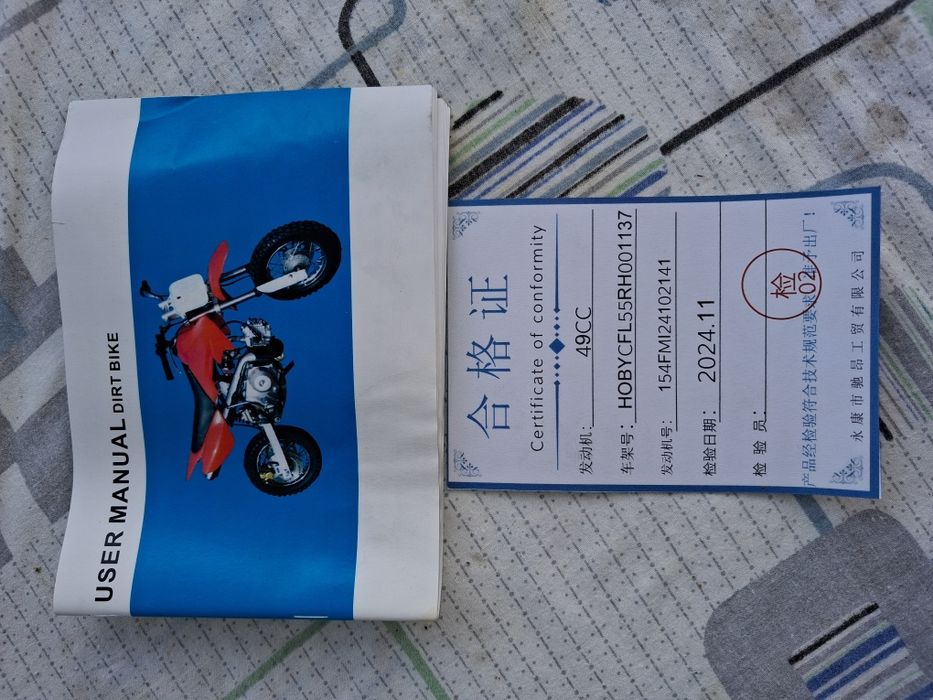 USER MANUAL DIRT BIKE
合格证
Certificate of conformity
发动机： 49CC
车架号： HOBYCFL55RH001137
发动机号： 154FMI24102141
检验日期： 2024.11
检 验 员：
检
02
产品经检验符合技术规范要求准予出厂！
永康市驰昂工贸有限公司